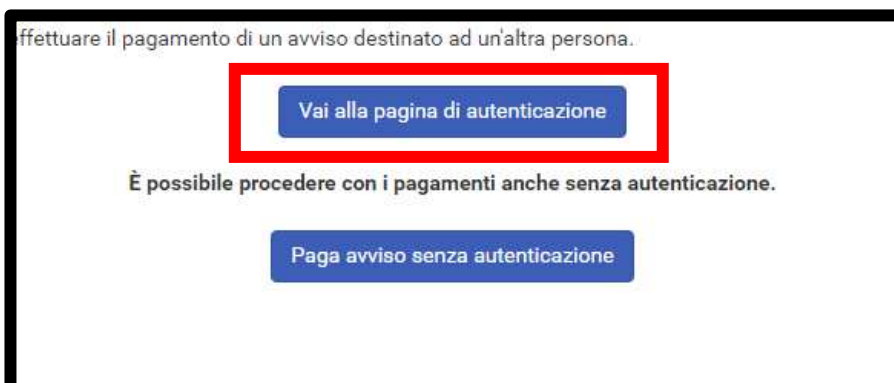 effettuare il pagamento di un avviso destinato ad un'altra persona.
Vai alla pagina di autenticazione
È possibile procedere con i pagamenti anche senza autenticazione.
Paga avviso senza autenticazione